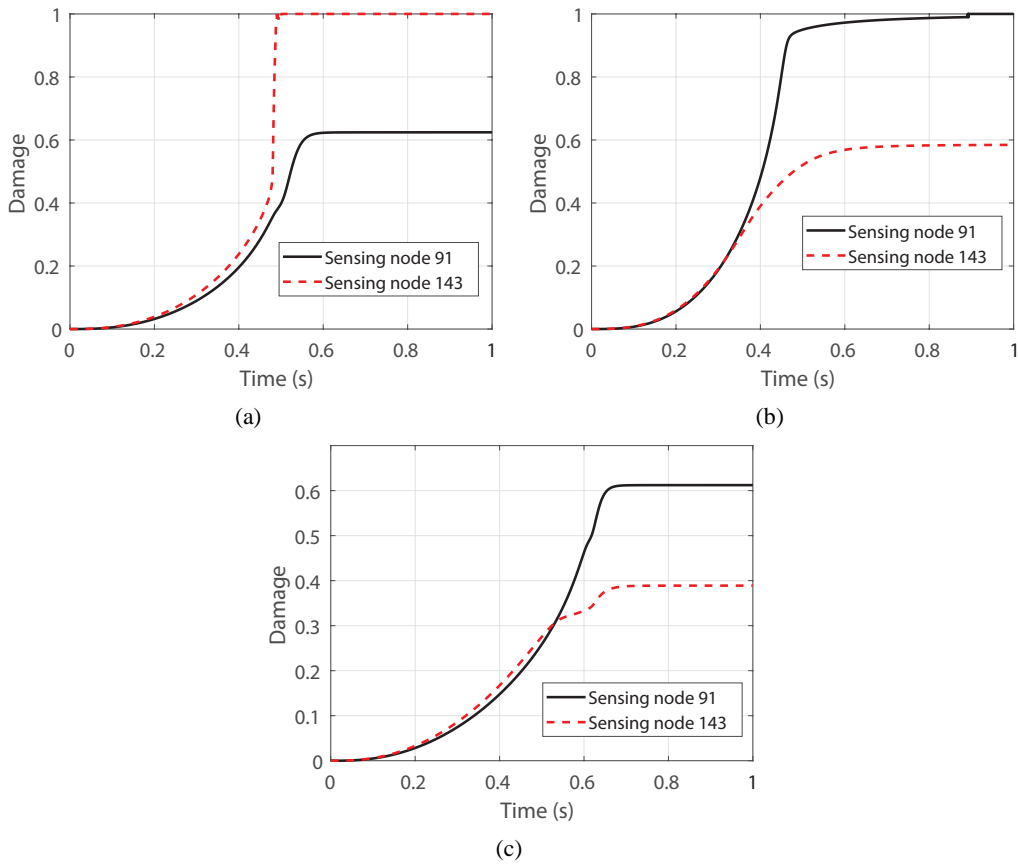 1
0.8
0.6
0.4
0.2
0
Damage
Sensing node 91
Sensing node 143
0 0.2 0.4 0.6 0.8 1
Time (s)
(a)
1
0.8
0.6
0.4
0.2
0
Damage
Sensing node 91
Sensing node 143
0 0.2 0.4 0.6 0.8 1
Time (s)
(b)
0.6
0.5
0.4
0.3
0.2
0.1
0
Damage
Sensing node 91
Sensing node 143
0 0.2 0.4 0.6 0.8 1
Time (s)
(c)